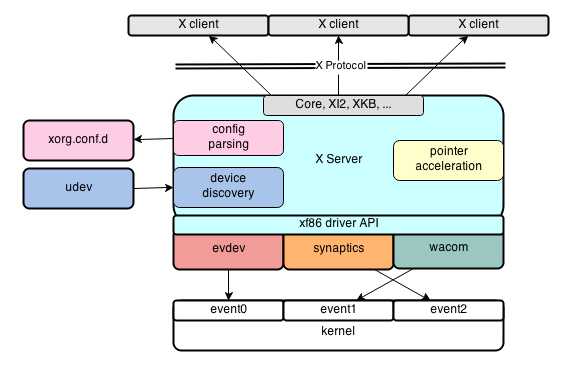 X client X client X client
X Protocol
Core, XI2, XKB, ...
xorg.conf.d
config
parsing
X Server
pointer
acceleration
udev
device
discovery
xf86 driver API
evdev synaptics wacom
event0 event1 event2
kernel